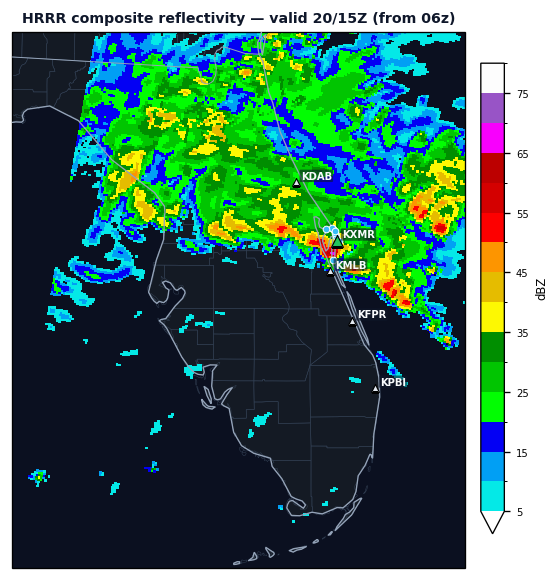 HRRR composite reflectivity — valid 20/15Z (from 06z)
KDAB
KXMR
KMLB
KFPR
KPBI
75
65
55
45
35
25
15
5
dBZ